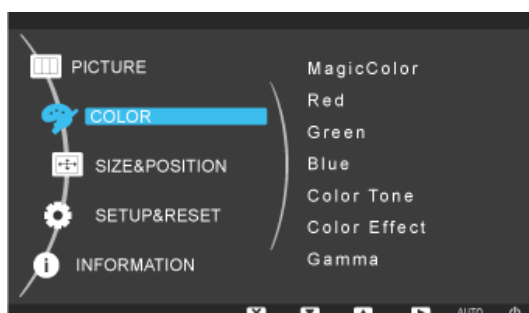 PICTURE
COLOR
SIZE&POSITION
SETUP&RESET
INFORMATION
MagicColor
Red
Green
Blue
Color Tone
Color Effect
Gamma
AUTO